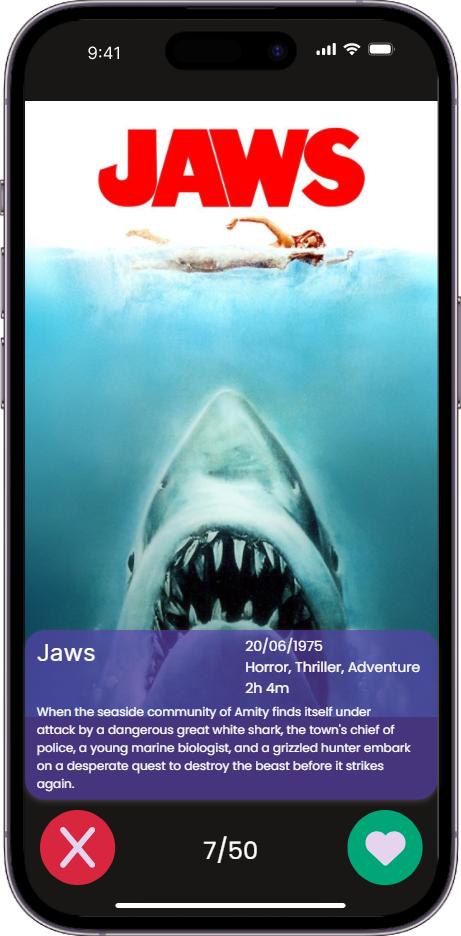 9:41
JAWS
Jaws
20/06/1975
Horror, Thriller, Adventure
2h 4m
When the seaside community of Amity finds itself under
attack by a dangerous great white shark, the town's chief of
police, a young marine biologist, and a grizzled hunter embark
on a desperate quest to destroy the beast before it strikes
again.
7/50